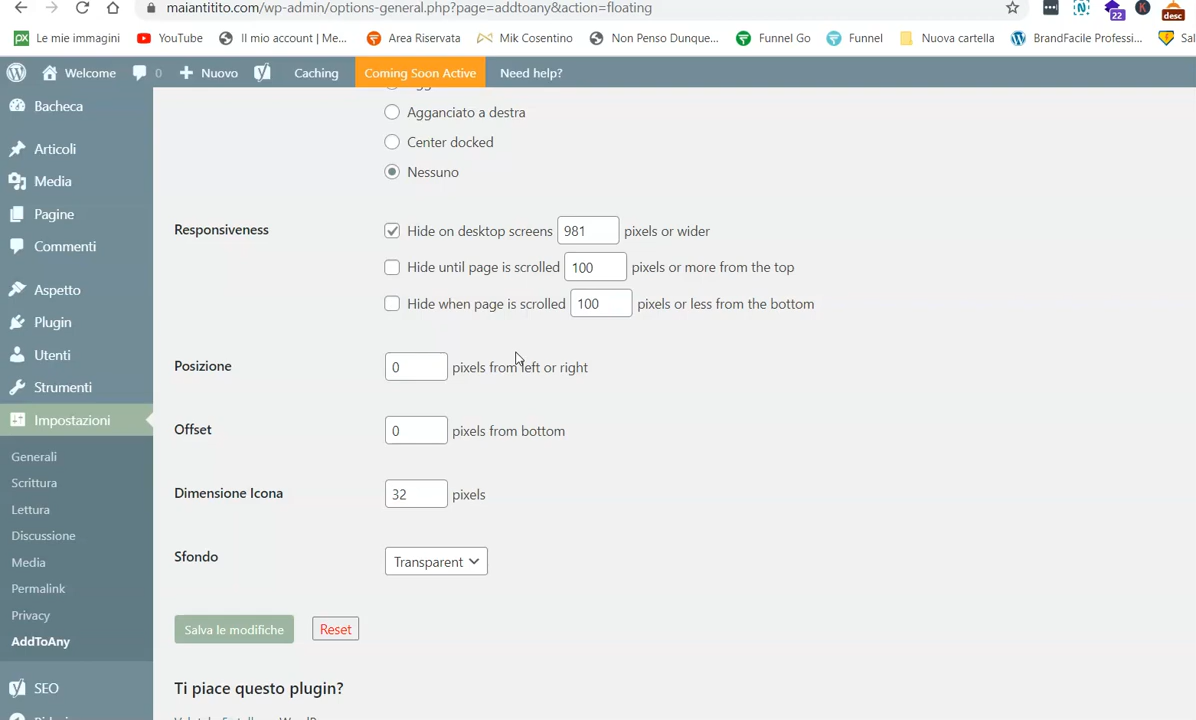 maiantitito.com/wp-admin/options-general.php?page=addtoany&action=floating
22
K
desc
px Le mie immagini YouTube Il mio account | Me... Area Riservata Mik Cosentino Non Penso Dunque... Funnel Go Funnel Nuova cartella BrandFacile Professi... Sal
Welcome 0 Nuovo Caching Coming Soon Active Need help?
Bacheca
Articoli
Media
Pagine
Commenti
Aspetto
Plugin
Utenti
Strumenti
Impostazioni
Generali
Scrittura
Lettura
Discussione
Media
Permalink
Privacy
AddToAny
SEO
Agganciato a destra
Center docked
Nessuno
Responsiveness
Hide on desktop screens 981 pixels or wider
Hide until page is scrolled 100 pixels or more from the top
Hide when page is scrolled 100 pixels or less from the bottom
Posizione 0 pixels from left or right
Offset 0 pixels from bottom
Dimensione Icona 32 pixels
Sfondo Transparent
Salva le modifiche Reset
Ti piace questo plugin?